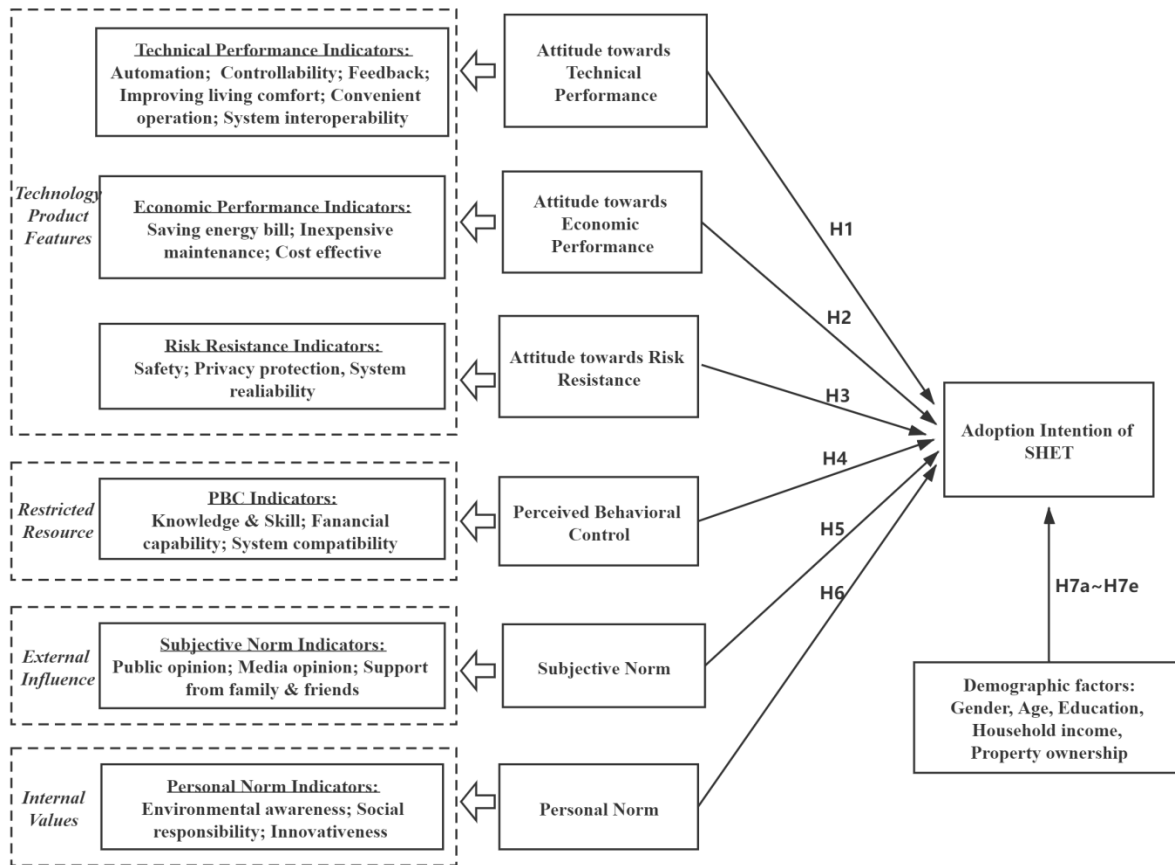 Technical Performance Indicators:
Automation; Controllability; Feedback;
Improving living comfort; Convenient
operation; System interoperability
Attitude towards
Technical
Performance
Technology
Product
Features
Economic Performance Indicators:
Saving energy bill; Inexpensive
maintenance; Cost effective
Attitude towards
Economic
Performance
H1
H2
Risk Resistance Indicators:
Safety; Privacy protection, System
realiability
Attitude towards Risk
Resistance
H3
Adoption Intention of
SHET
Restricted
Resource
PBC Indicators:
Knowledge & Skill; Fanancial
capability; System compatibility
Perceived Behavioral
Control
H4
H5
H6
H7a~H7e
External
Influence
Subjective Norm Indicators:
Public opinion; Media opinion; Support
from family & friends
Subjective Norm
Demographic factors:
Gender, Age, Education,
Household income,
Property ownership
Internal
Values
Personal Norm Indicators:
Environmental awareness; Social
responsibility; Innovativeness
Personal Norm